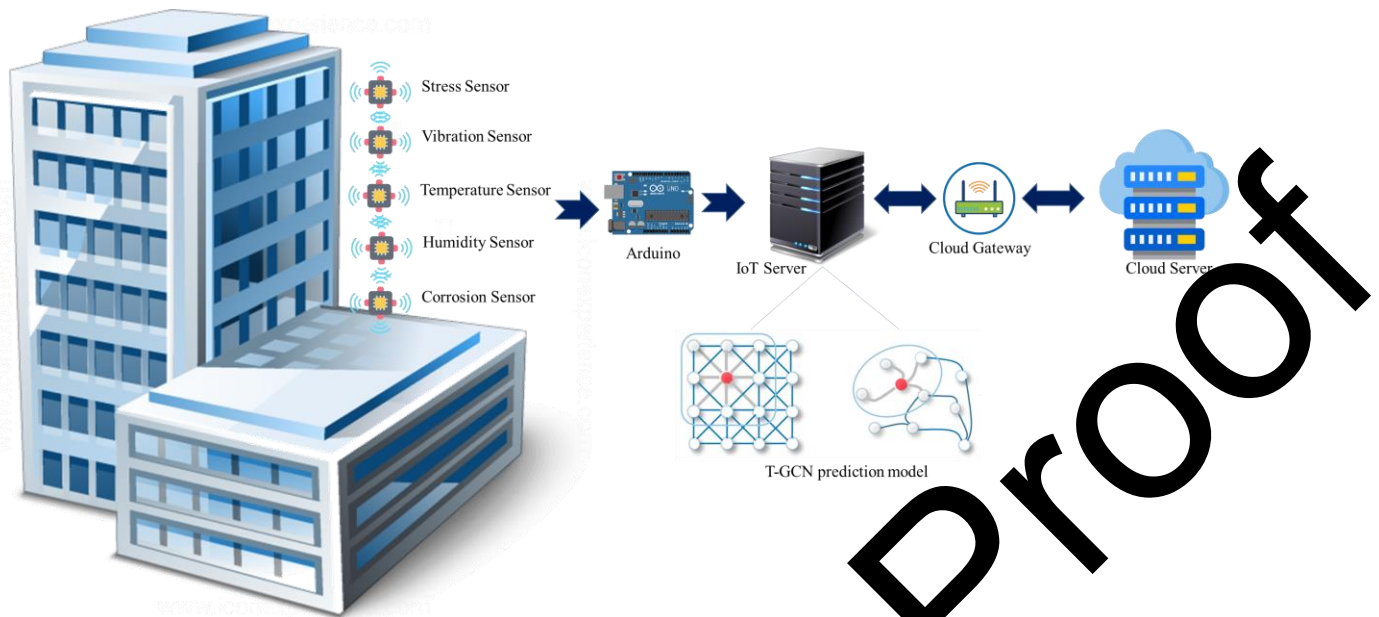 Stress Sensor
Vibration Sensor
Temperature Sensor
Humidity Sensor
Corrosion Sensor
UNO
Arduino
IoT Server
Cloud Gateway
Cloud Server
T-GCN prediction model
Proof